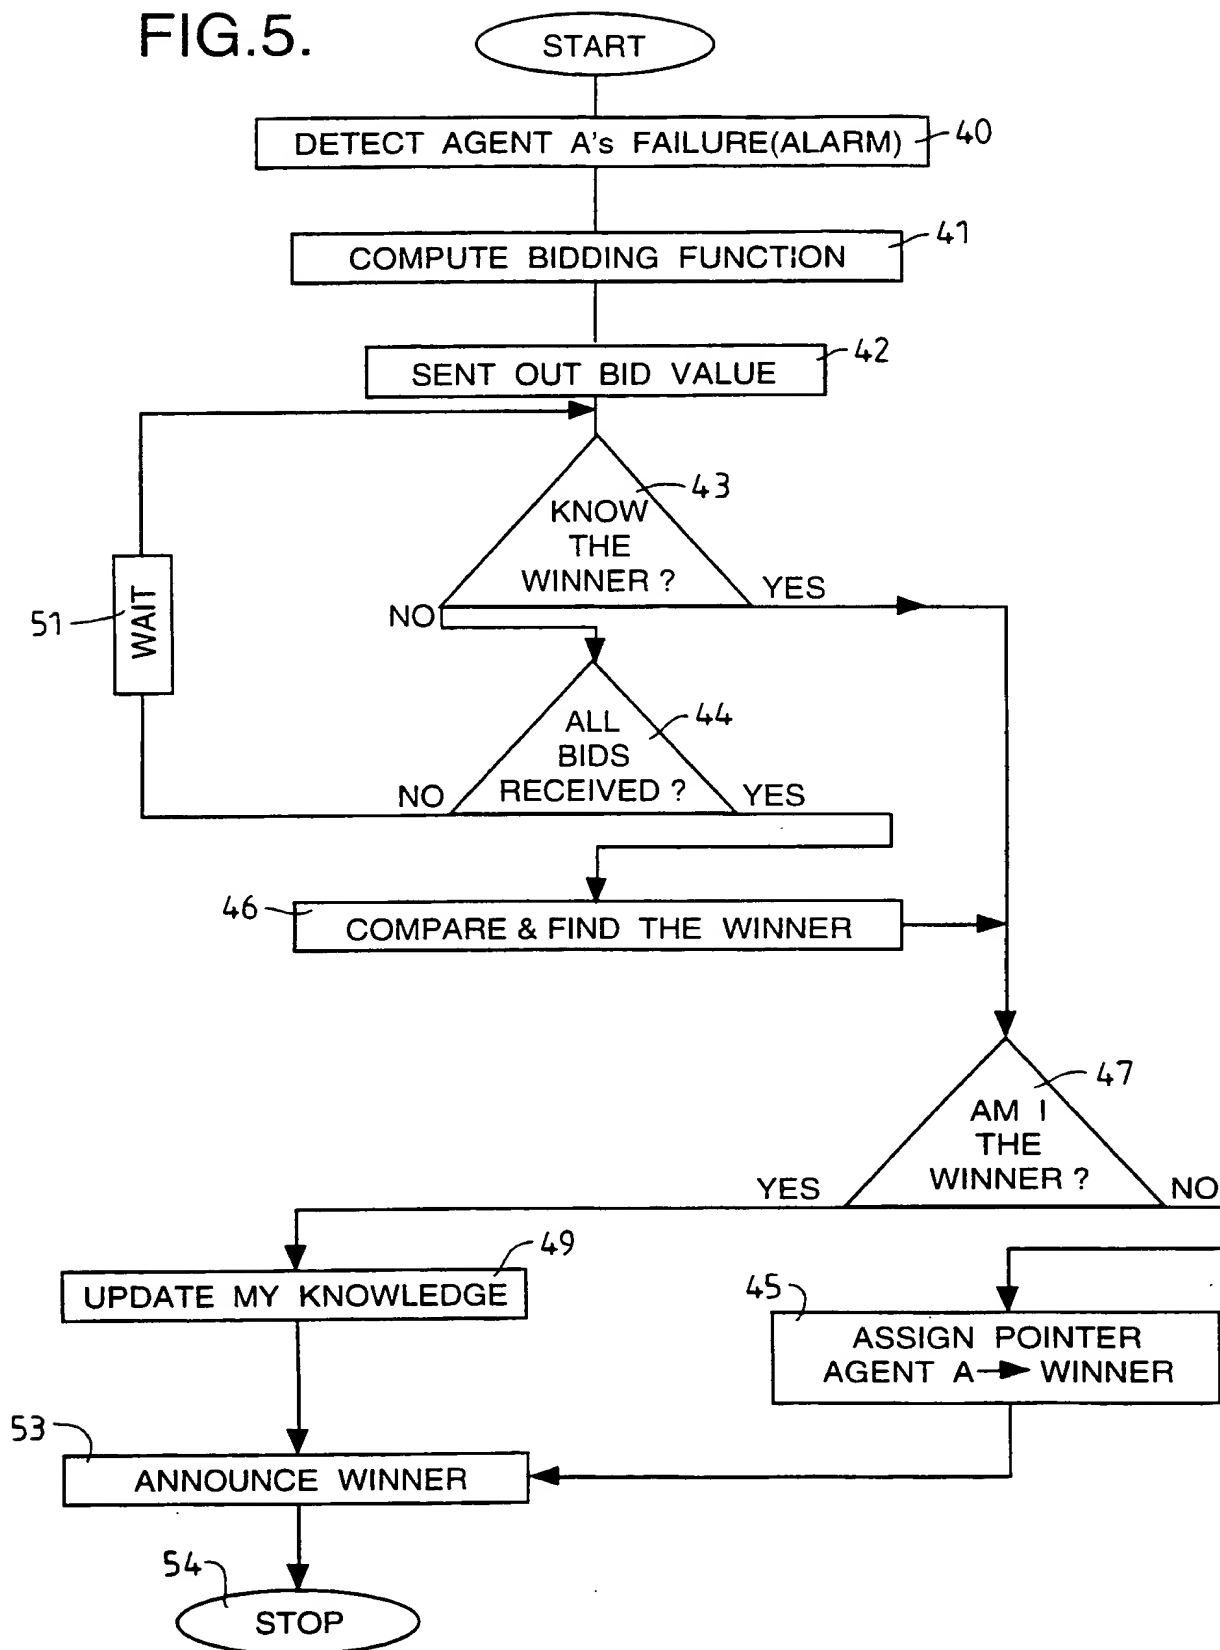 FIG.5.
START
DETECT AGENT A's FAILURE(ALARM)
40
COMPUTE BIDDING FUNCTION
41
SENT OUT BID VALUE
42
43
KNOW
THE
WINNER ?
NO
YES
51
WAIT
44
ALL
BIDS
RECEIVED ?
NO
YES
46
COMPARE & FIND THE WINNER
47
AM I
THE
WINNER ?
YES
NO
49
UPDATE MY KNOWLEDGE
45
ASSIGN POINTER
AGENT A → WINNER
53
ANNOUNCE WINNER
54
STOP